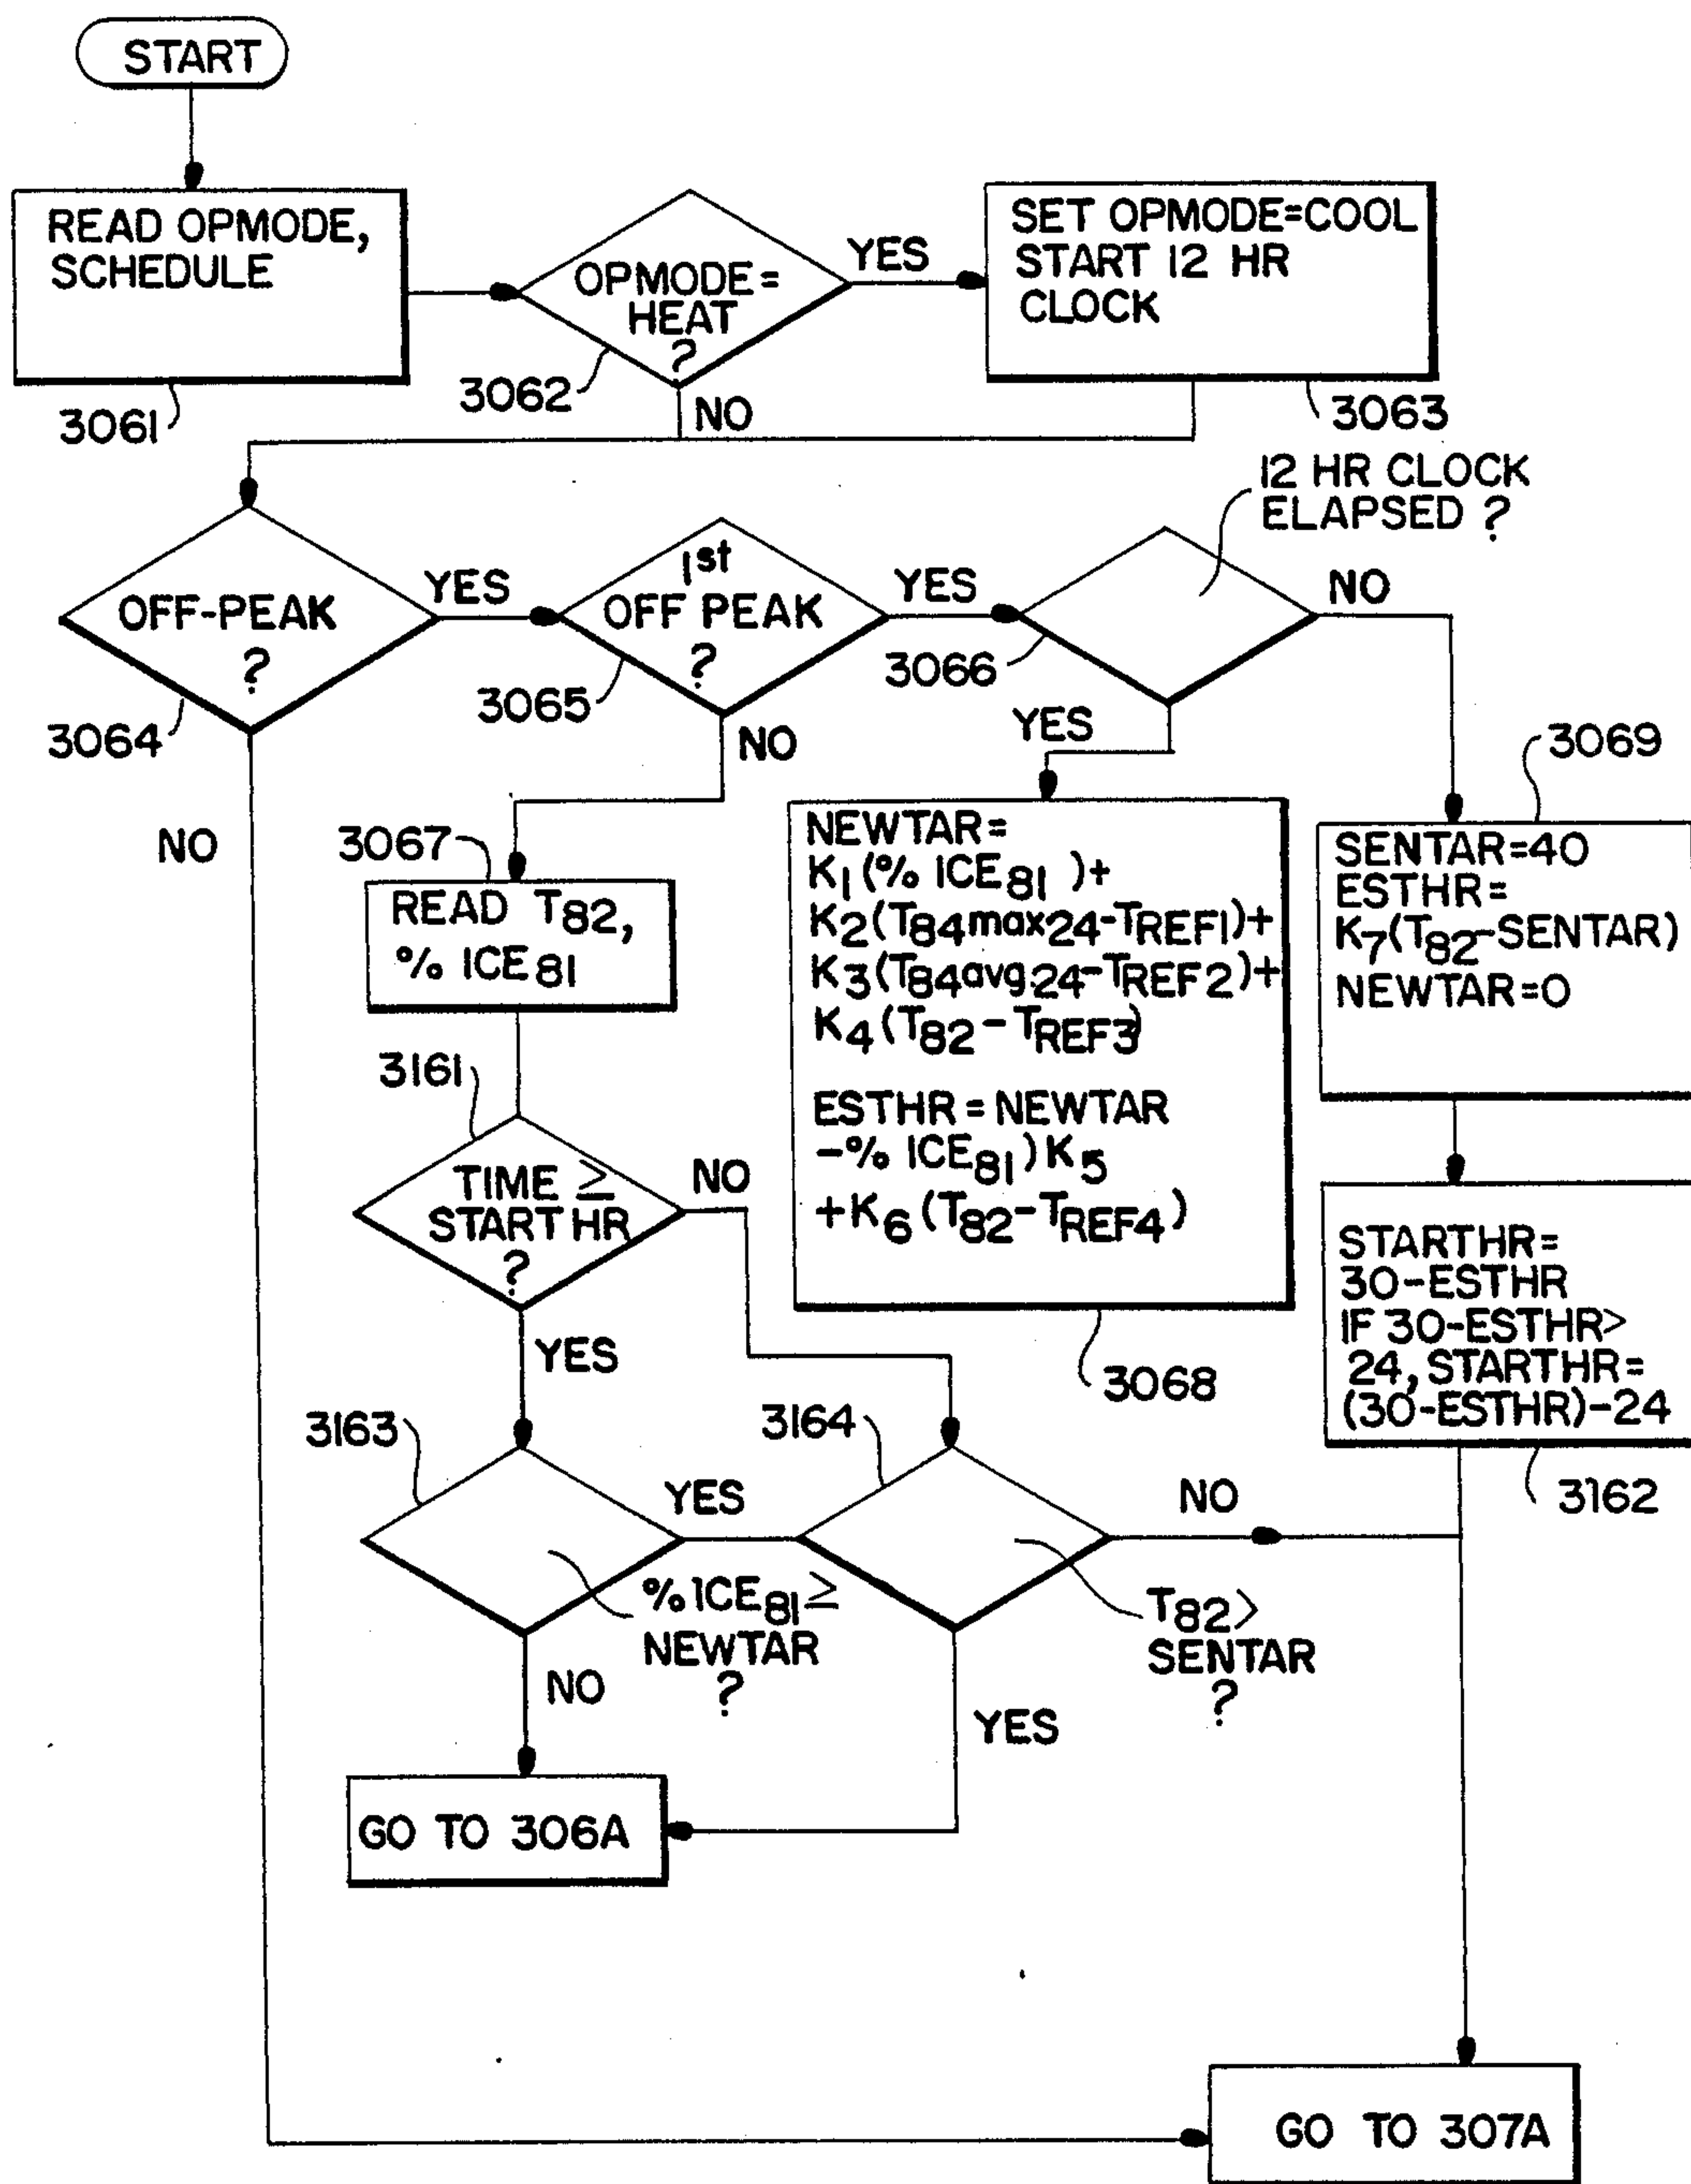 START
READ OPMODE,
SCHEDULE
3061
OPMODE=
HEAT
?
3062
YES
NO
SET OPMODE=COOL
START 12 HR
CLOCK
3063
OFF-PEAK
?
3064
YES
NO
1st
OFF PEAK
?
3065
YES
NO
12 HR CLOCK
ELAPSED ?
3066
YES
NO
3067
READ T82,
% ICE81
NEWTAR=
K1(% ICE81)+
K2(T84max24-TREF1)+
K3(T84avg.24-TREF2)+
K4(T82-TREF3)
ESTHR=NEWTAR
-% ICE81)K5
+K6(T82-TREF4)
3068
3069
SENTAR=40
ESTHR=
K7(T82-SENTAR)
NEWTAR=0
3161
TIME ≥
START HR
?
NO
YES
STARTHR=
30-ESTHR
IF 30-ESTHR>
24, STARTHR=
(30-ESTHR)-24
3162
3163
% ICE81 ≥
NEWTAR
?
YES
NO
3164
T82>
SENTAR
?
NO
YES
GO TO 306A
GO TO 307A